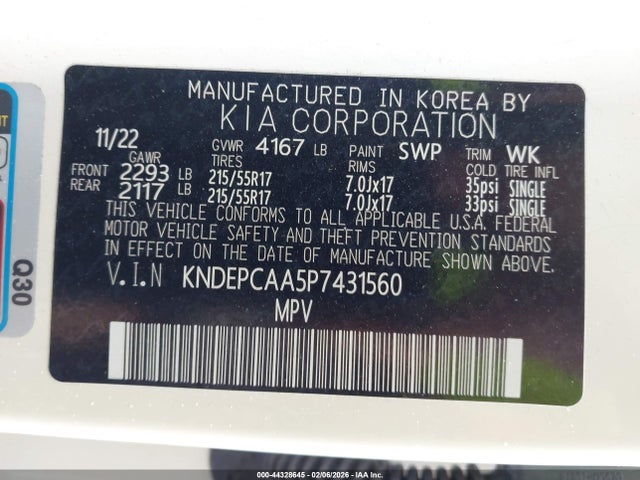 MANUFACTURED IN KOREA BY
KIA CORPORATION
11/22 GVWR 4167 LB PAINT SWP TRIM WK
GAWR TIRES RIMS COLD TIRE INFL
FRONT 2293 LB 215/55R17 7.0Jx17 35psi SINGLE
REAR 2117 LB 215/55R17 7.0Jx17 33psi SINGLE
THIS VEHICLE CONFORMS TO ALL APPLICABLE U.S.A. FEDERAL
MOTOR VEHICLE SAFETY AND THEFT PREVENTION STANDARDS
IN EFFECT ON THE DATE OF MANUFACTURE SHOWN ABOVE.
V.I.N KNDEPCAA5P7431560
MPV
Q30
000-44328645 - 02/06/2026 - IAA Inc.